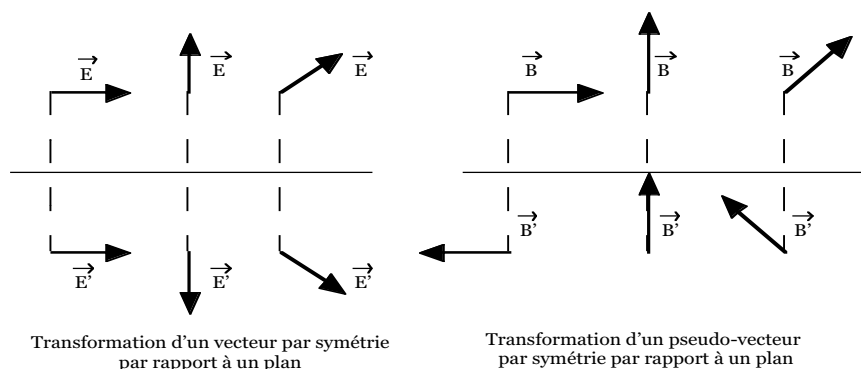 E E E B B B
E’ E’ E’ B’ B’ B’
Transformation d’un vecteur par symétrie
par rapport à un plan
Transformation d’un pseudo-vecteur
par symétrie par rapport à un plan